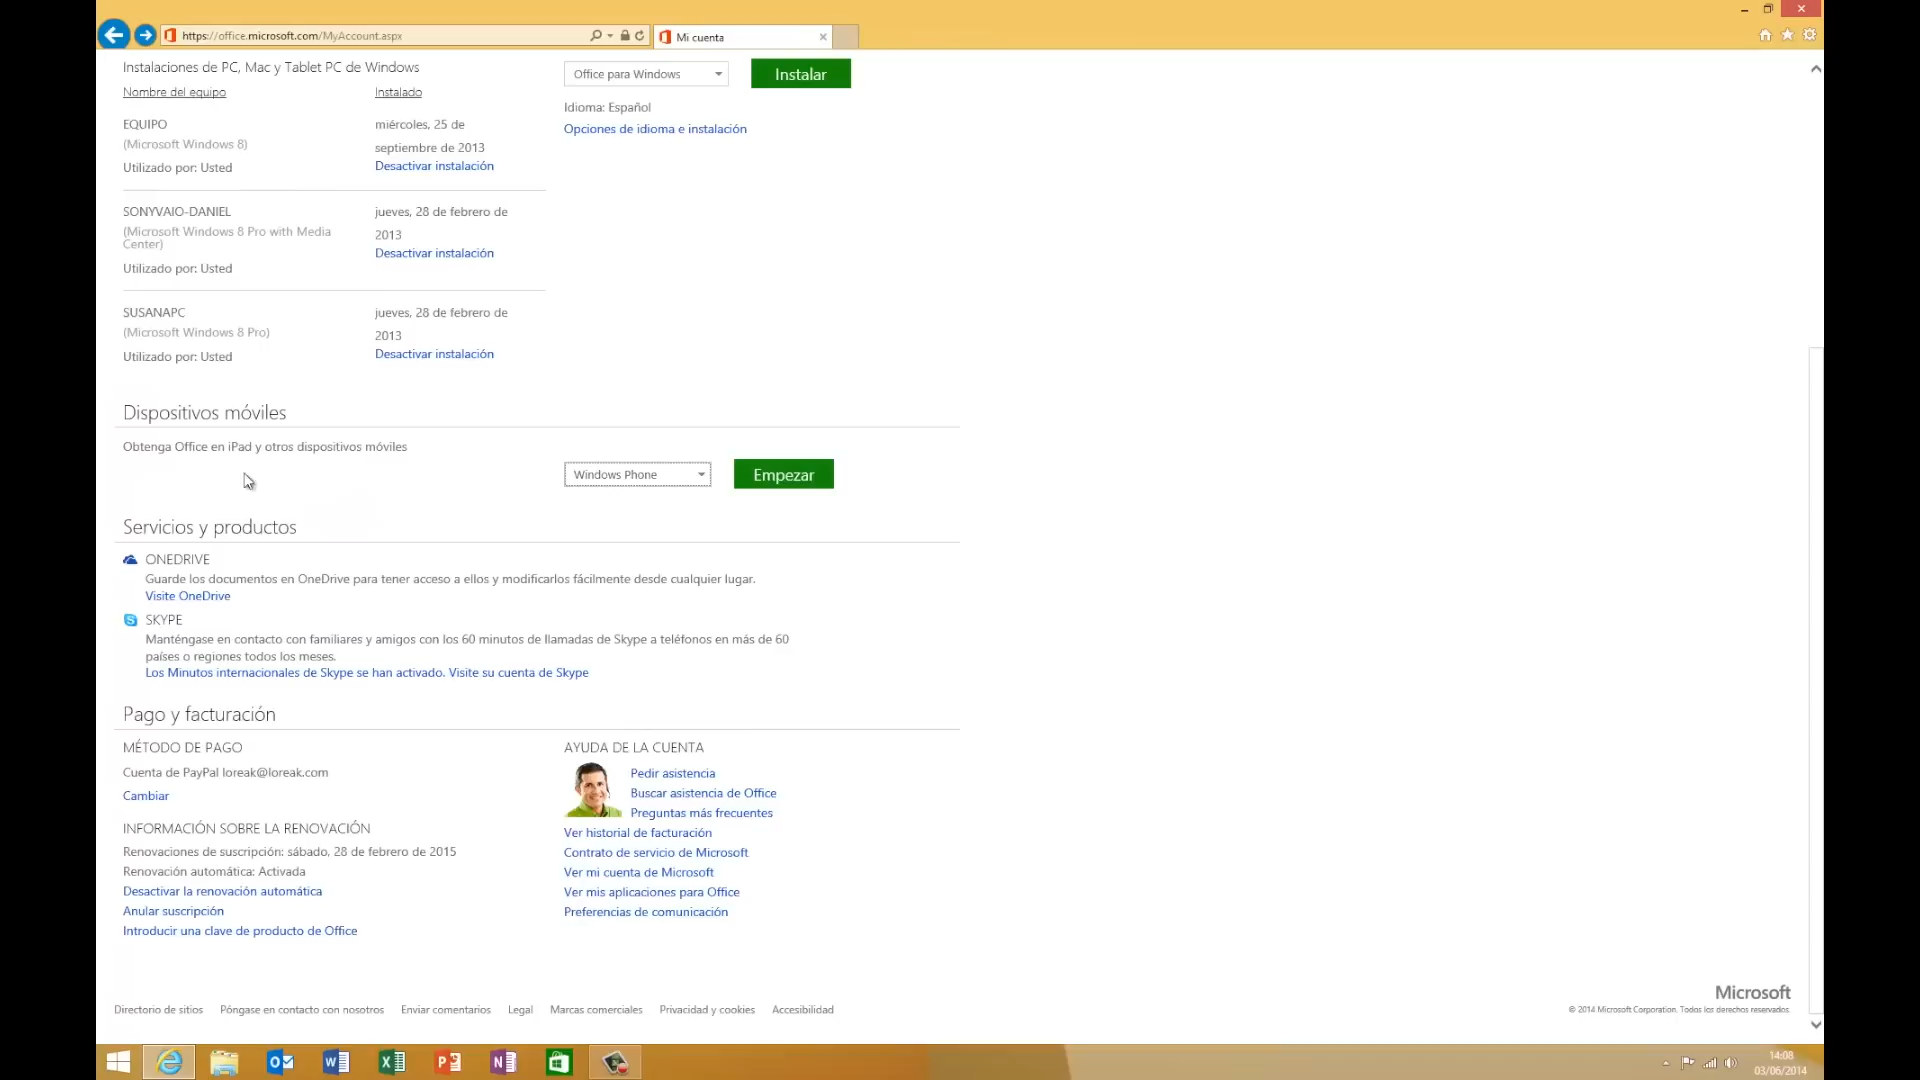 https://office.microsoft.com/MyAccount.aspx
Mi cuenta
Instalaciones de PC, Mac y Tablet PC de Windows
Office para Windows
Instalar
Nombre del equipo
Instalado
Idioma: Español
Opciones de idioma e instalación
EQUIPO
miércoles, 25 de
(Microsoft Windows 8)
septiembre de 2013
Utilizado por: Usted
Desactivar instalación
SONYVAIO-DANIEL
jueves, 28 de febrero de
(Microsoft Windows 8 Pro with Media
2013
Center)
Desactivar instalación
Utilizado por: Usted
SUSANAPC
jueves, 28 de febrero de
(Microsoft Windows 8 Pro)
2013
Utilizado por: Usted
Desactivar instalación
Dispositivos móviles
Obtenga Office en iPad y otros dispositivos móviles
Windows Phone
Empezar
Servicios y productos
ONEDRIVE
Guarde los documentos en OneDrive para tener acceso a ellos y modificarlos fácilmente desde cualquier lugar.
Visite OneDrive
SKYPE
Manténgase en contacto con familiares y amigos con los 60 minutos de llamadas de Skype a teléfonos en más de 60
países o regiones todos los meses.
Los Minutos internacionales de Skype se han activado. Visite su cuenta de Skype
Pago y facturación
MÉTODO DE PAGO
Cuenta de PayPal loreak@loreak.com
Cambiar
INFORMACIÓN SOBRE LA RENOVACIÓN
Renovaciones de suscripción: sábado, 28 de febrero de 2015
Renovación automática: Activada
Desactivar la renovación automática
Anular suscripción
Introducir una clave de producto de Office
AYUDA DE LA CUENTA
Pedir asistencia
Buscar asistencia de Office
Preguntas más frecuentes
Ver historial de facturación
Contrato de servicio de Microsoft
Ver mi cuenta de Microsoft
Ver mis aplicaciones para Office
Preferencias de comunicación
Microsoft
Directorio de sitios
Póngase en contacto con nosotros
Enviar comentarios
Legal
Marcas comerciales
Privacidad y cookies
Accesibilidad
© 2014 Microsoft Corporation. Todos los derechos reservados.
14:08
03/06/2014